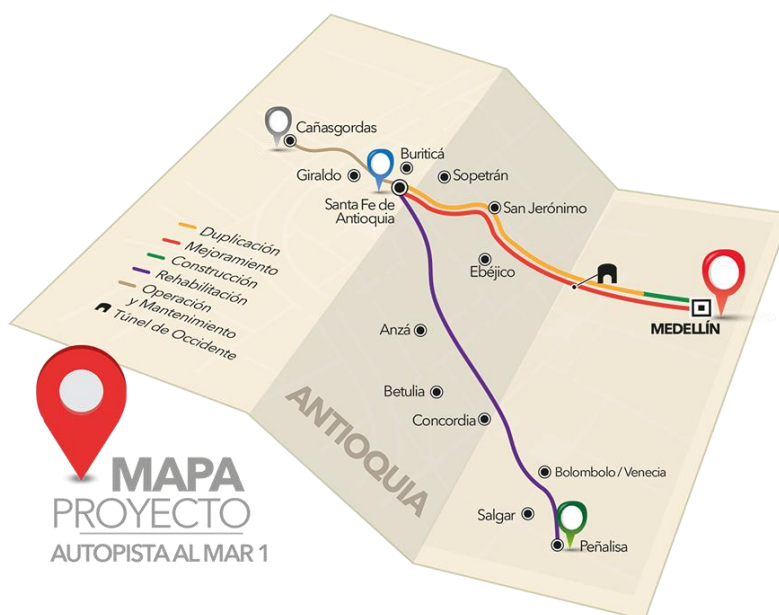 Cañasgordas
Buriticá
Giraldo
Sopetrán
Santa Fe de
Antioquia
San Jerónimo
Ebéjico
MEDELLÍN
Duplicación
Mejoramiento
Construcción
Rehabilitación
Operación
y Mantenimiento
Túnel de Occidente
Anzá
Betulia
Concordia
ANTIOQUIA
Bolombolo / Venecia
Salgar
Peñalisa
MAPA
PROYECTO
AUTOPISTA AL MAR 1